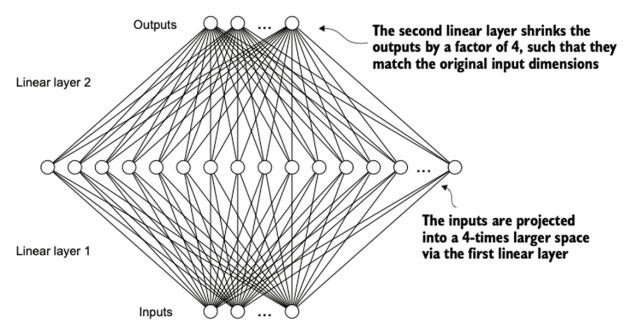 Outputs
...
The second linear layer shrinks the
outputs by a factor of 4, such that they
match the original input dimensions
Linear layer 2
...
The inputs are projected
into a 4-times larger space
via the first linear layer
Linear layer 1
Inputs
...